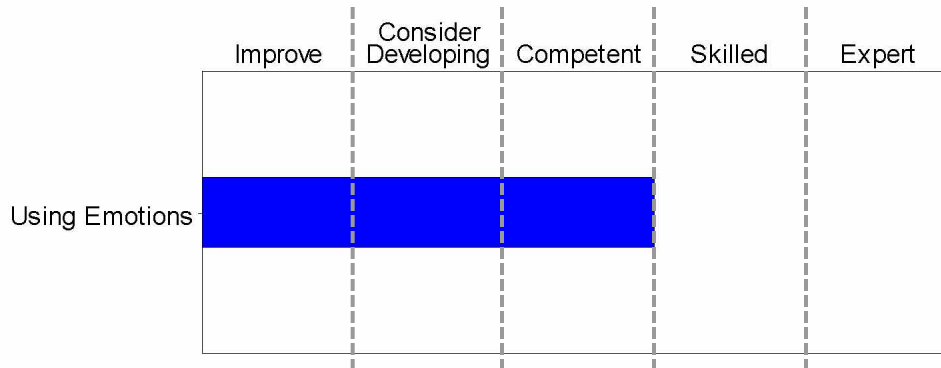 Improve
Consider
Developing
Competent
Skilled
Expert
Using Emotions